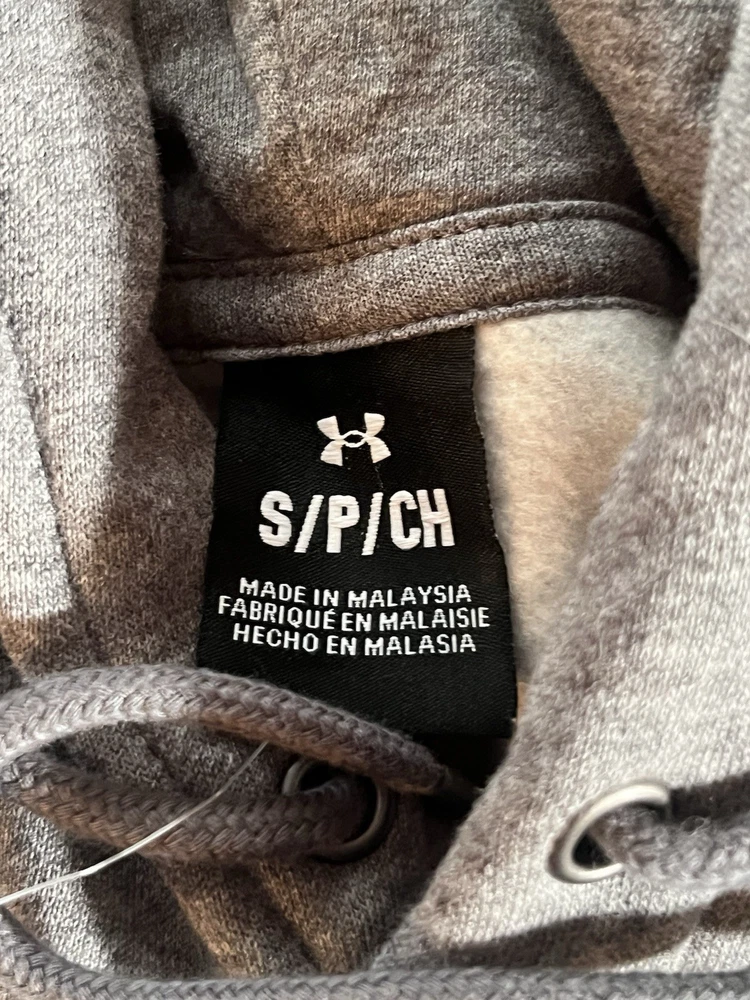 S/P/CH
MADE IN MALAYSIA
FABRIQUÉ EN MALAISIE
HECHO EN MALASIA